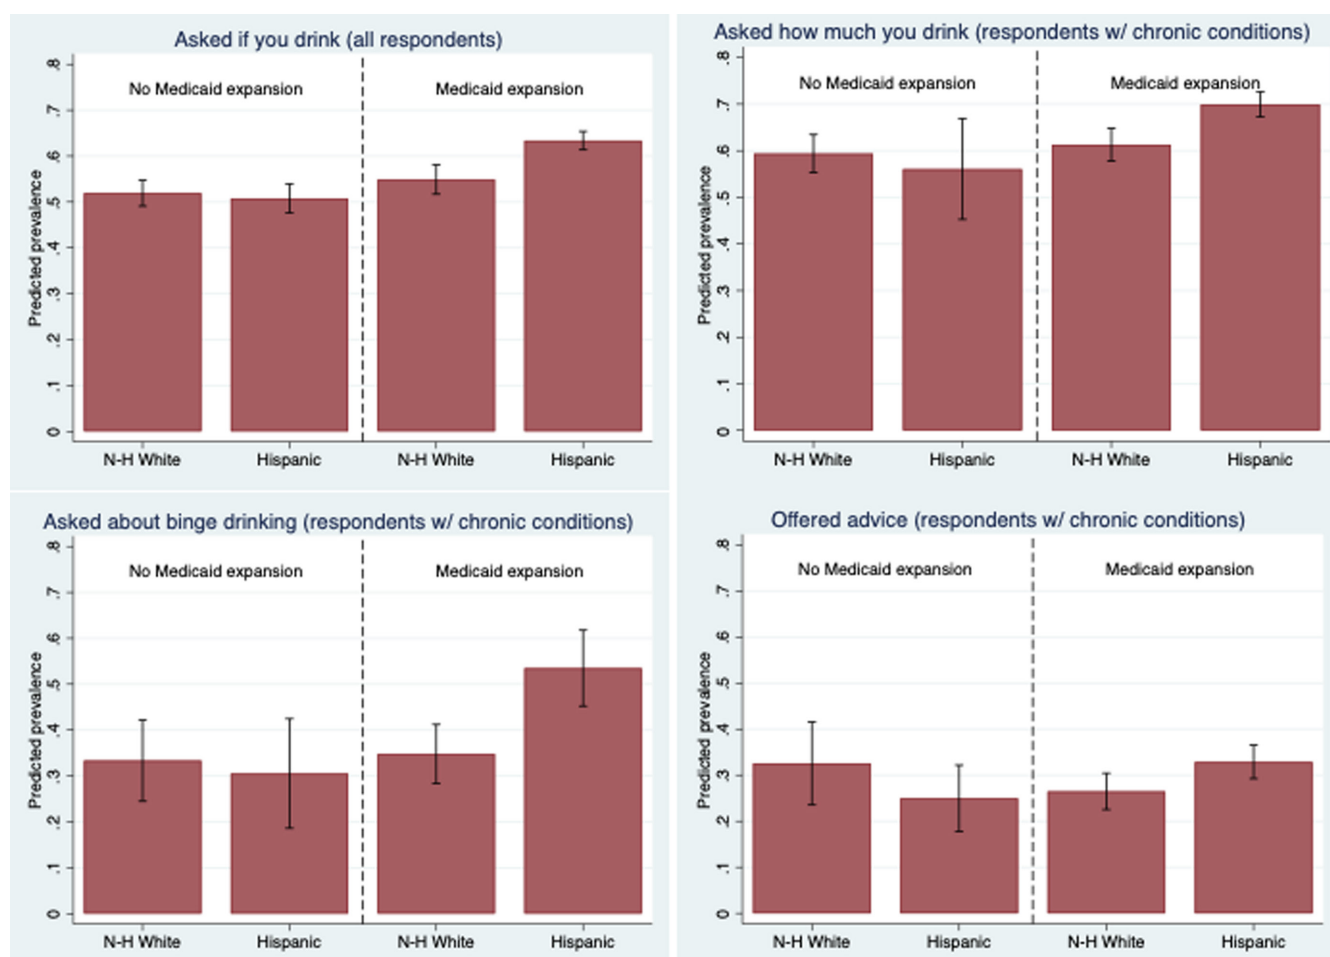 Asked if you drink (all respondents)
No Medicaid expansion
Medicaid expansion
Predicted prevalence
.8
.7
.6
.5
.4
.3
.2
.1
0
N-H White
Hispanic
N-H White
Hispanic
Asked how much you drink (respondents w/ chronic conditions)
No Medicaid expansion
Medicaid expansion
Predicted prevalence
.8
.7
.6
.5
.4
.3
.2
.1
0
N-H White
Hispanic
N-H White
Hispanic
Asked about binge drinking (respondents w/ chronic conditions)
No Medicaid expansion
Medicaid expansion
Predicted prevalence
.8
.7
.6
.5
.4
.3
.2
.1
0
N-H White
Hispanic
N-H White
Hispanic
Offered advice (respondents w/ chronic conditions)
No Medicaid expansion
Medicaid expansion
Predicted prevalence
.8
.7
.6
.5
.4
.3
.2
.1
0
N-H White
Hispanic
N-H White
Hispanic